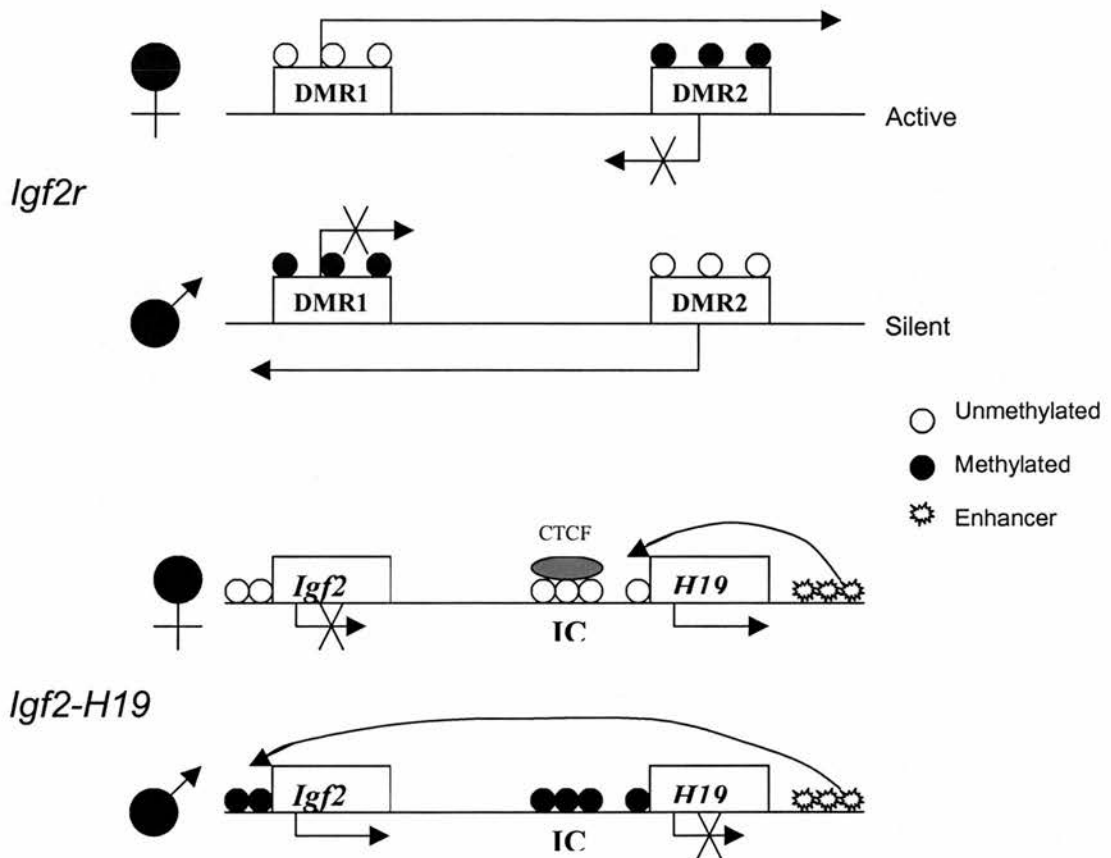 DMR1 DMR2
Active
Igf2r
DMR1 DMR2
Silent
Unmethylated
Methylated
Enhancer
CTCF
Igf2 H19
IC
Igf2-H19
Igf2 H19
IC